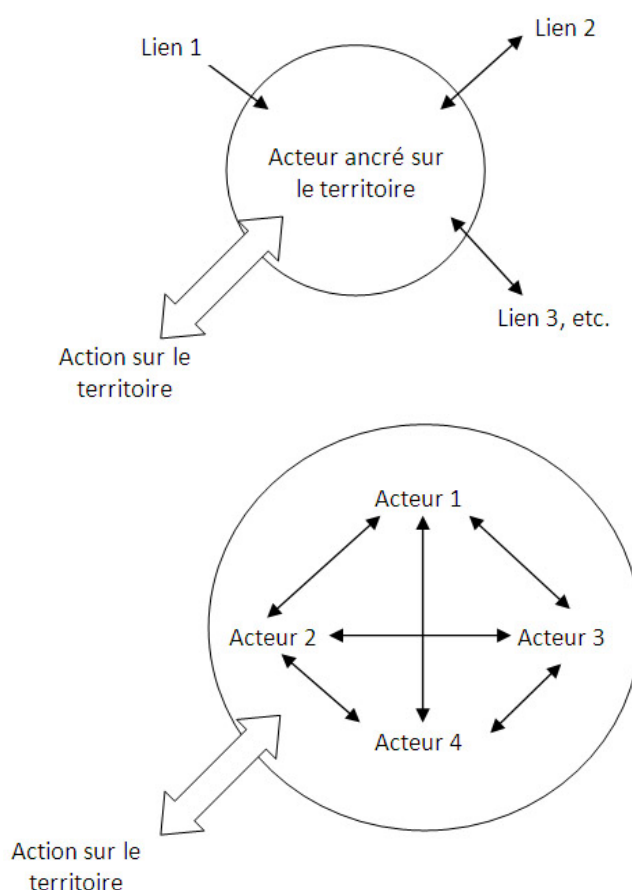 Lien 1
Lien 2
Acteur ancré sur
le territoire
Lien 3, etc.
Action sur le
territoire
Acteur 1
Acteur 2
Acteur 3
Acteur 4
Action sur le
territoire